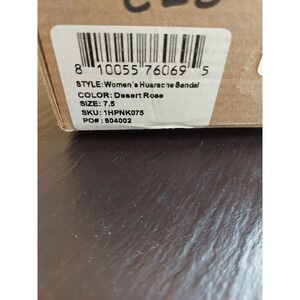 8 10055 76069 5
STYLE: Women's Huarache Sandal
COLOR: Desert Rose
SIZE: 7.5
SKU: 1HPNK075
PO#: 604002